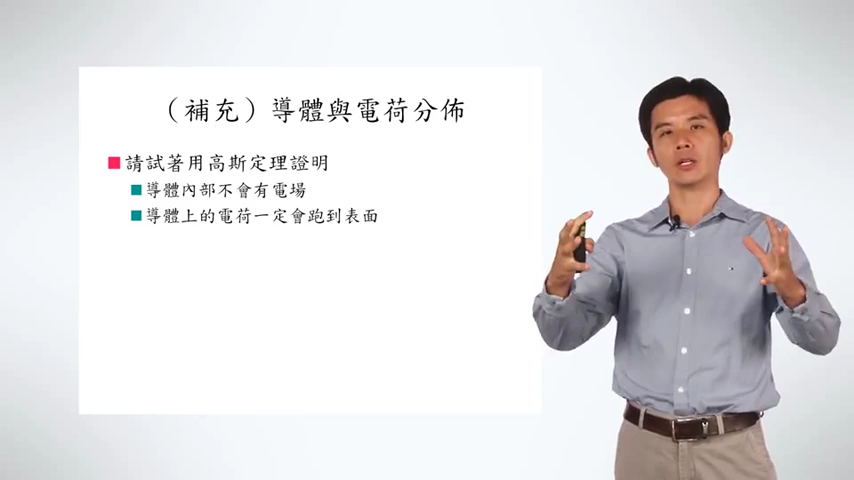 （補充）導體與電荷分佈
請試著用高斯定理證明
導體內部不會有電場
導體上的電荷一定會跑到表面